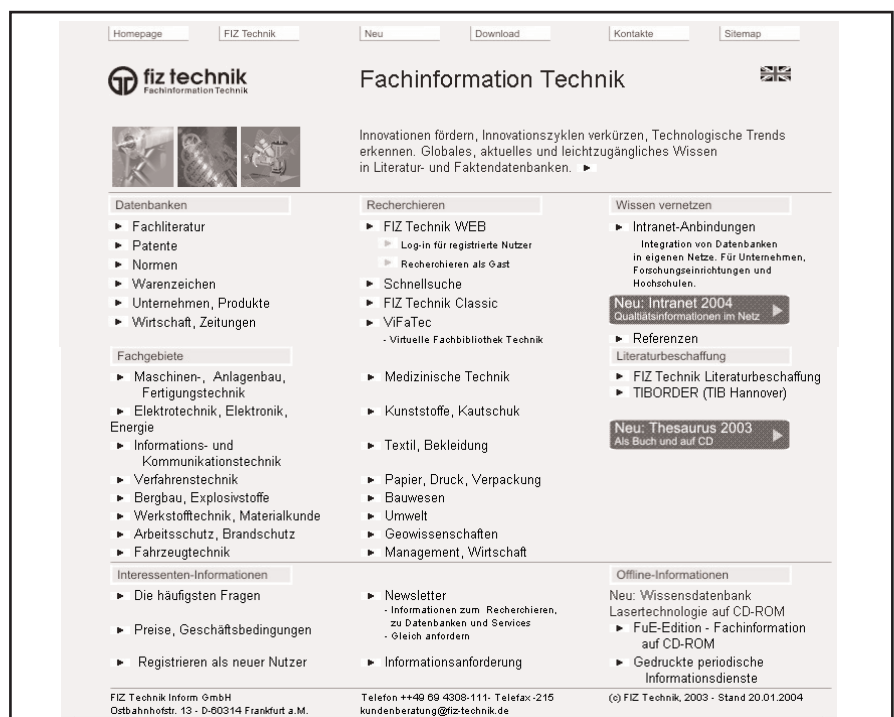 Homepage
FIZ Technik
Neu
Download
Kontakte
Sitemap
fiz technik
Fachinformation Technik
Fachinformation Technik
Innovationen fördern, Innovationszyklen verkürzen, Technologische Trends
erkennen. Globales, aktuelles und leichtzugängliches Wissen
in Literatur- und Faktendatenbanken.
Datenbanken
Fachliteratur
Patente
Normen
Warenzeichen
Unternehmen, Produkte
Wirtschaft, Zeitungen
Recherchieren
FIZ Technik WEB
Log-in für registrierte Nutzer
Recherchieren als Gast
Schnellsuche
FIZ Technik Classic
ViFaTec
- Virtuelle Fachbibliothek Technik
Wissen vernetzen
Intranet-Anbindungen
Integration von Datenbanken
in eigenen Netze. Für Unternehmen,
Forschungseinrichtungen und
Hochschulen.
Neu: Intranet 2004
Qualtiätsinformationen im Netz
Referenzen
Fachgebiete
Maschinen-, Anlagenbau,
Fertigungstechnik
Elektrotechnik, Elektronik,
Energie
Informations- und
Kommunikationstechnik
Verfahrenstechnik
Bergbau, Explosivstoffe
Werkstofftechnik, Materialkunde
Arbeitsschutz, Brandschutz
Fahrzeugtechnik
Medizinische Technik
Kunststoffe, Kautschuk
Textil, Bekleidung
Papier, Druck, Verpackung
Bauwesen
Umwelt
Geowissenschaften
Management, Wirtschaft
Literaturbeschaffung
FIZ Technik Literaturbeschaffung
TIBORDER (TIB Hannover)
Neu: Thesaurus 2003
Als Buch und auf CD
Interessenten-Informationen
Die häufigsten Fragen
Preise, Geschäftsbedingungen
Registrieren als neuer Nutzer
Newsletter
- Informationen zum Recherchieren,
zu Datenbanken und Services
- Gleich anfordern
Informationsanforderung
Offline-Informationen
Neu: Wissensdatenbank
Lasertechnologie auf CD-ROM
FuE-Edition - Fachinformation
auf CD-ROM
Gedruckte periodische
Informationsdienste
FIZ Technik Inform GmbH
Ostbahnhofstr. 13 - D-60314 Frankfurt a.M.
Telefon ++49 69 4308-111- Telefax -215
kundenberatung@fiz-technik.de
(c) FIZ Technik, 2003 - Stand 20.01.2004